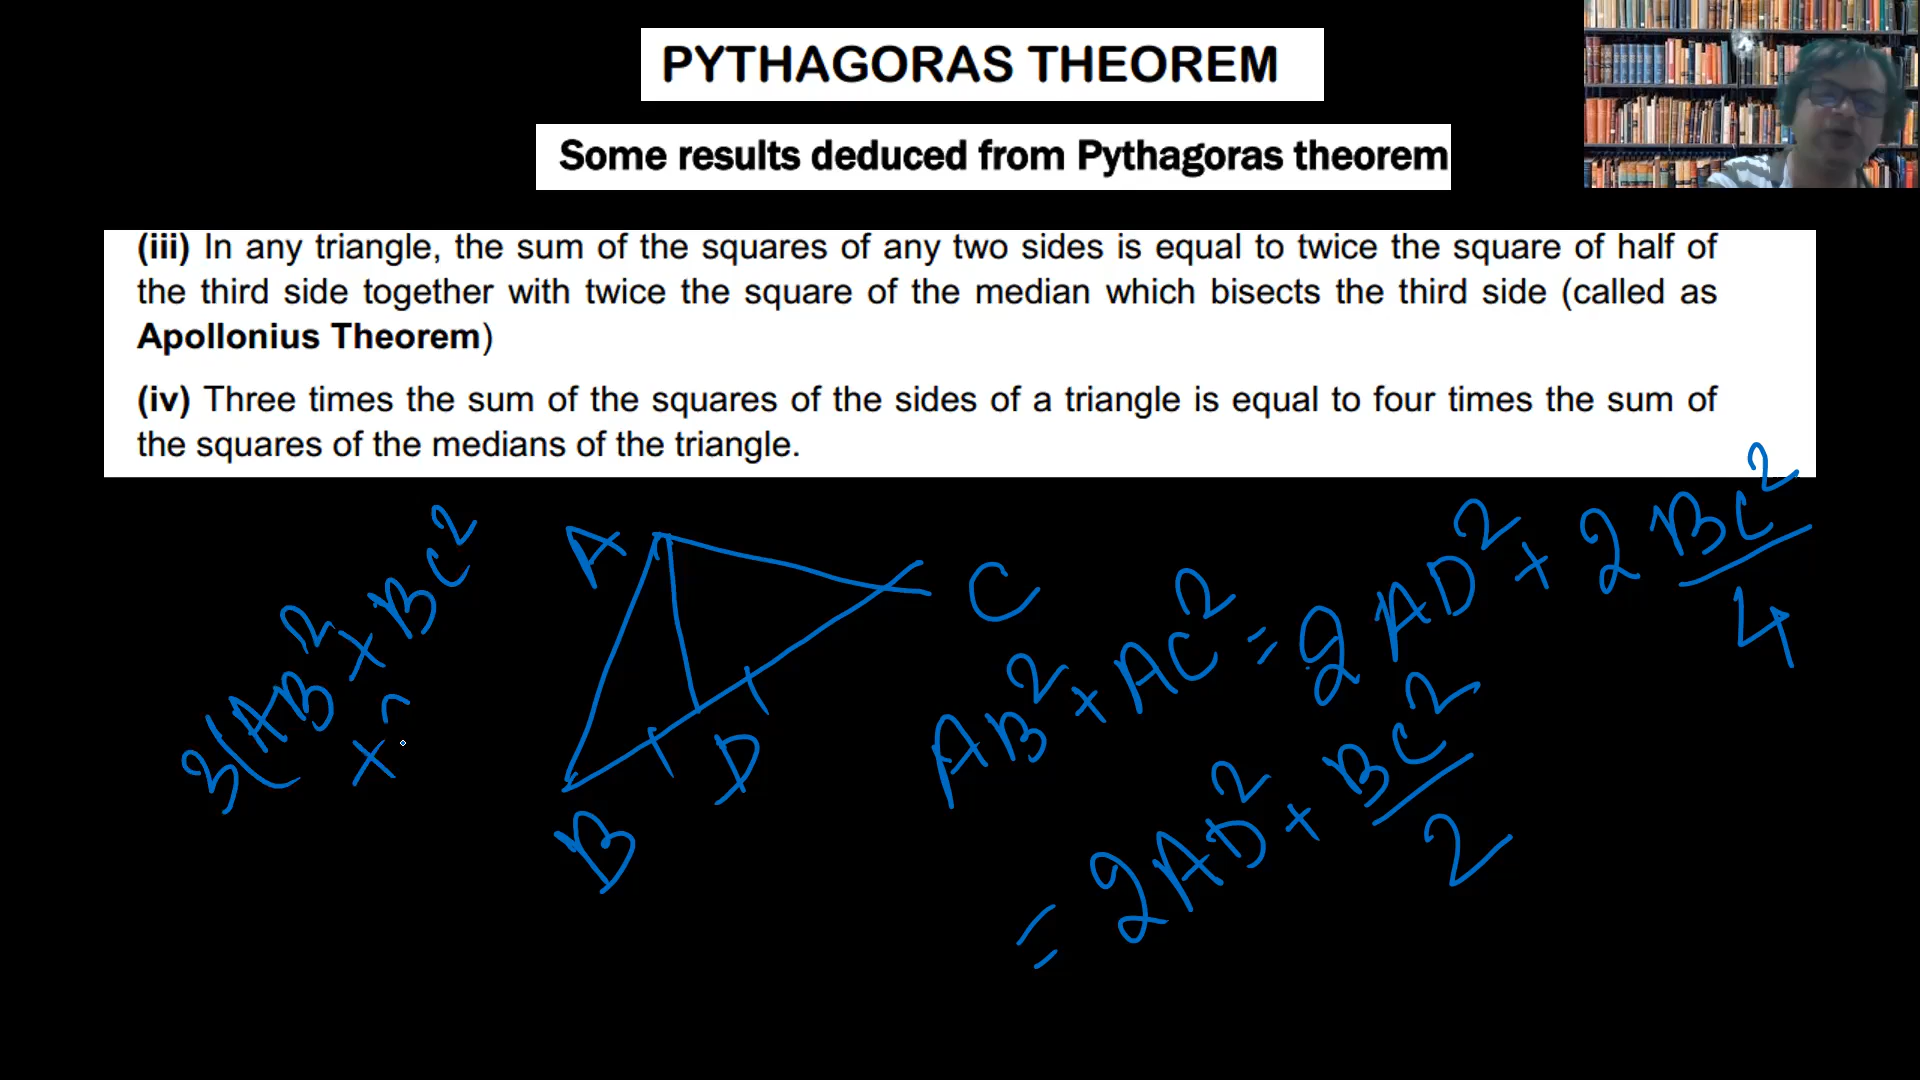 PYTHAGORAS THEOREM
Some results deduced from Pythagoras theorem
(iii) In any triangle, the sum of the squares of any two sides is equal to twice the square of half of
the third side together with twice the square of the median which bisects the third side (called as
Apollonius Theorem)
(iv) Three times the sum of the squares of the sides of a triangle is equal to four times the sum of
the squares of the medians of the triangle.
3(AB² + BC²
+
A
B
C
D
AB² + AC² = 2AD² + 2 BC²/4
= 2AD² + BC²/2